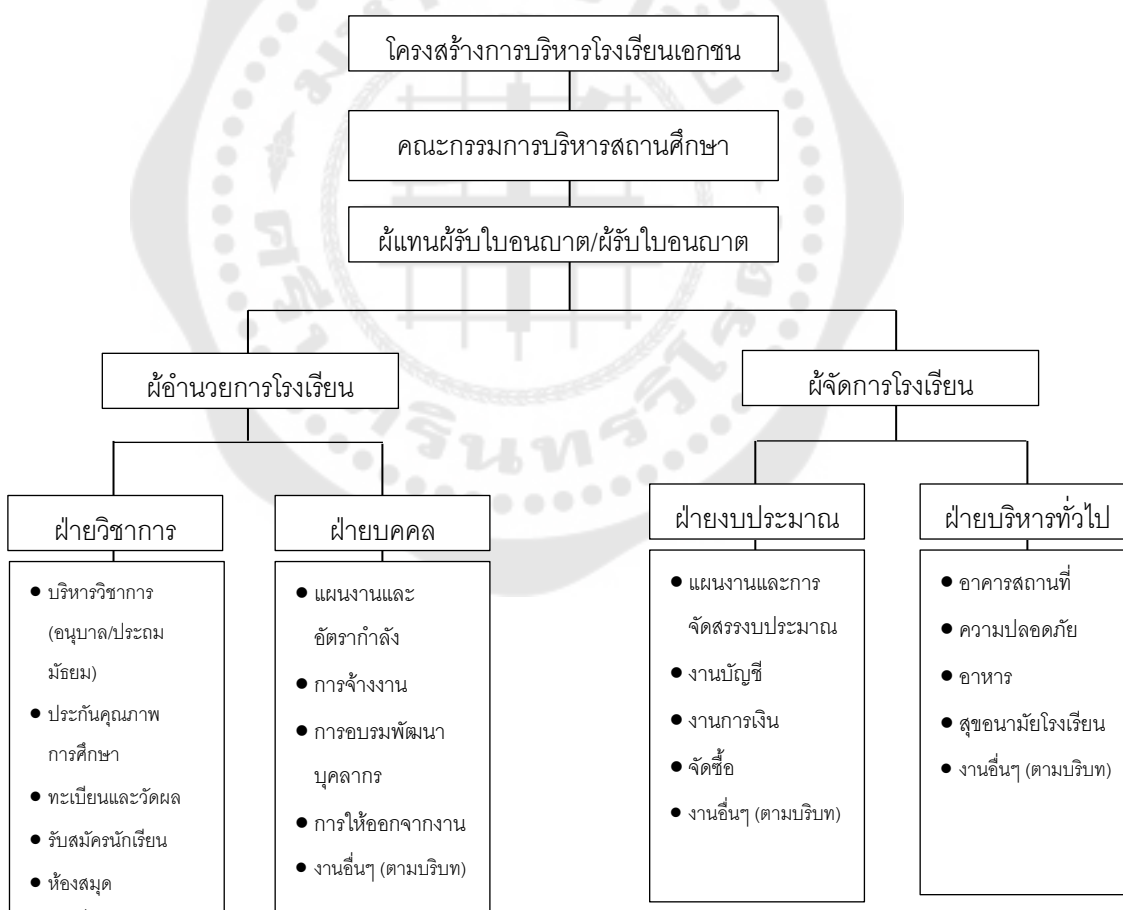 โครงสร้างการบริหารโรงเรียนเอกชน
คณะกรรมการบริหารสถานศึกษา
ผู้แทนผู้รับใบอนุญาต/ผู้รับใบอนุญาต
ผู้อำนวยการโรงเรียน
ผู้จัดการโรงเรียน
ฝ่ายวิชาการ
● บริหารวิชาการ
(อนุบาล/ประถม
มัธยม)
● ประกันคุณภาพ
การศึกษา
● ทะเบียนและวัดผล
● รับสมัครนักเรียน
● ห้องสมุด
ฝ่ายบุคคล
● แผนงานและ
อัตรากำลัง
● การจ้างงาน
● การอบรมพัฒนา
บุคลากร
● การให้ออกจากงาน
● งานอื่นๆ (ตามบริบท)
ฝ่ายงบประมาณ
● แผนงานและการ
จัดสรรงบประมาณ
● งานบัญชี
● งานการเงิน
● จัดซื้อ
● งานอื่นๆ (ตามบริบท)
ฝ่ายบริหารทั่วไป
● อาคารสถานที่
● ความปลอดภัย
● อาหาร
● สุขอนามัยโรงเรียน
● งานอื่นๆ (ตามบริบท)